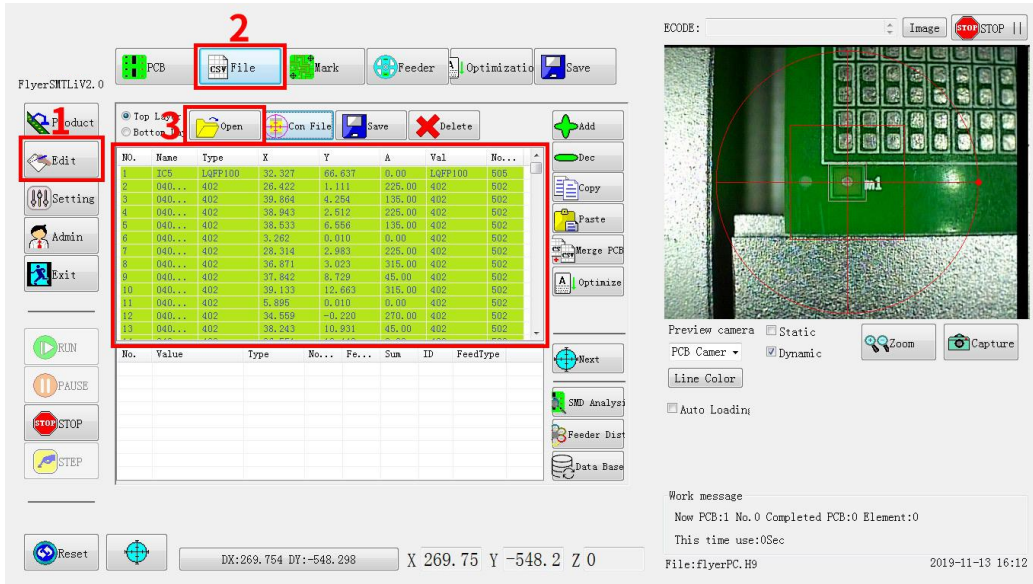 ECODE:
Image
STOP STOP ||
2
PCB
CSV File
Mark
Feeder
Optimizatio
Save
FlyerSMTLiV2.0
Product
1
Edit
Setting
Admin
Exit
RUN
PAUSE
STOP STOP
STEP
Top
3
Open
Con File
Save
Delete
NO. Name Type X Y A Val No...
1 IC5 LQFP100 32.327 66.637 0.00 LQFP100 505
2 040... 402 26.422 1.111 225.00 402 502
3 040... 402 39.864 4.254 135.00 402 502
4 040... 402 38.943 2.512 225.00 402 502
5 040... 402 38.533 6.556 135.00 402 502
6 040... 402 3.262 0.010 0.00 402 502
7 040... 402 28.314 2.983 225.00 402 502
8 040... 402 36.871 3.023 315.00 402 502
9 040... 402 37.842 8.729 45.00 402 502
10 040... 402 39.133 12.663 315.00 402 502
11 040... 402 5.895 0.010 0.00 402 502
12 040... 402 34.559 -0.220 270.00 402 502
13 040... 402 38.243 10.931 45.00 402 502
No. Value Type No... Fe... Sum ID FeedType
Add
Dec
Copy
Paste
Merge PCB
A Optimize
Next
SMD Analysi
Feeder Dist
Data Base
m1
Preview camera
Static
PCB Camer
Dynamic
Zoom
Capture
Line Color
Auto Loading
Work message
Now PCB:1 No.0 Completed PCB:0 Element:0
This time use:0Sec
Reset
DX:269.754 DY:-548.298
X 269.75 Y -548.2 Z 0
File:flyerPC.H9
2019-11-13 16:12